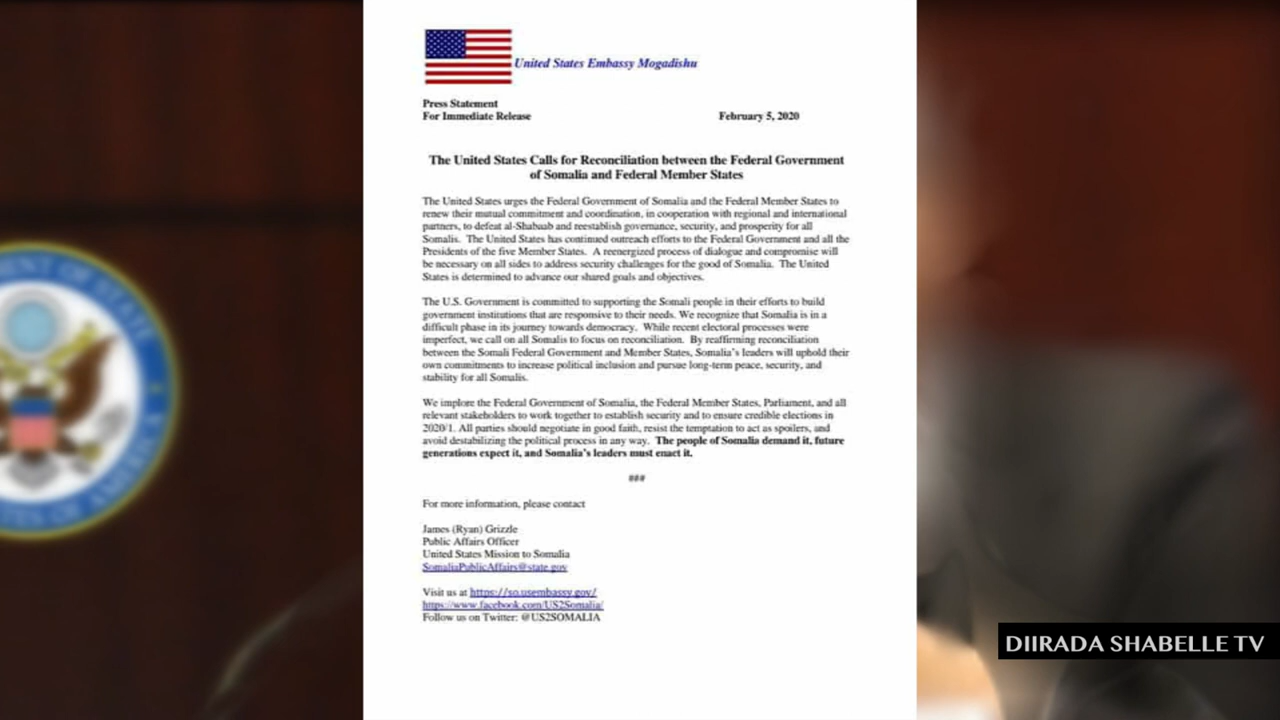 United States Embassy Mogadishu
Press Statement
For Immediate Release February 5, 2020
The United States Calls for Reconciliation between the Federal Government
of Somalia and Federal Member States
The United States urges the Federal Government of Somalia and the Federal Member States to
renew their mutual commitment and coordination, in cooperation with regional and international
partners, to defeat al-Shabaab and reestablish governance, security, and prosperity for all
Somalis. The United States has continued outreach efforts to the Federal Government and all the
Presidents of the five Member States. A reenergized process of dialogue and compromise will
be necessary on all sides to address security challenges for the good of Somalia. The United
States is determined to advance our shared goals and objectives.
The U.S. Government is committed to supporting the Somali people in their efforts to build
government institutions that are responsive to their needs. We recognize that Somalia is in a
difficult phase in its journey towards democracy. While recent electoral processes were
imperfect, we call on all Somalis to focus on reconciliation. By reaffirming reconciliation
between the Somali Federal Government and Member States, Somalia's leaders will uphold their
own commitments to increase political inclusion and pursue long-term peace, security, and
stability for all Somalis.
We implore the Federal Government of Somalia, the Federal Member States, Parliament, and all
relevant stakeholders to work together to establish security and to ensure credible elections in
2020/1. All parties should negotiate in good faith, resist the temptation to act as spoilers, and
avoid destabilizing the political process in any way. The people of Somalia demand it, future
generations expect it, and Somalia's leaders must enact it.
###
For more information, please contact
James (Ryan) Grizzle
Public Affairs Officer
United States Mission to Somalia
SomaliaPublicAffairs@state.gov
Visit us at https://so.usembassy.gov/
https://www.facebook.com/US2Somalia/
Follow us on Twitter: @US2SOMALIA
MENT OF STATE
TES OF AMERICA
DIIRADA SHABELLE TV